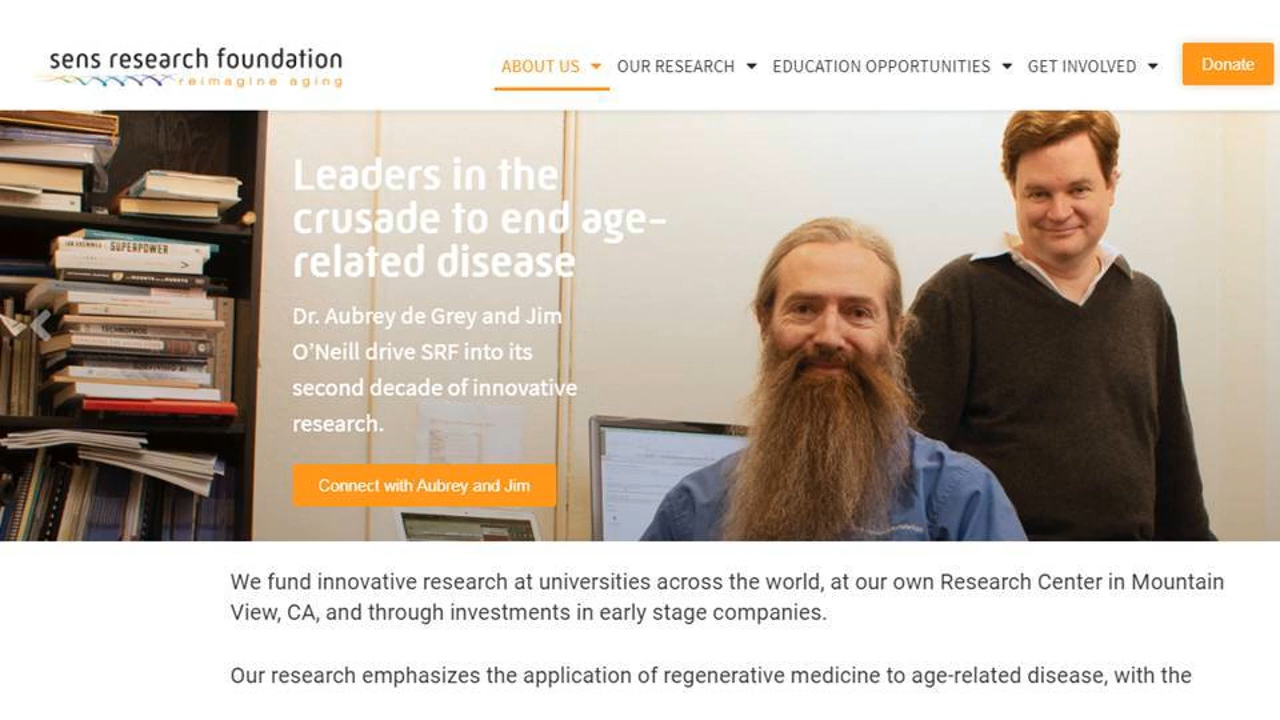 sens research foundation
reimagine aging
ABOUT US
OUR RESEARCH
EDUCATION OPPORTUNITIES
GET INVOLVED
Donate
Leaders in the
crusade to end age-
related disease
SUPERPOWER
Dr. Aubrey de Grey and Jim
O'Neill drive SRF into its
second decade of innovative
research.
Connect with Aubrey and Jim
We fund innovative research at universities across the world, at our own Research Center in Mountain
View, CA, and through investments in early stage companies.
Our research emphasizes the application of regenerative medicine to age-related disease, with the